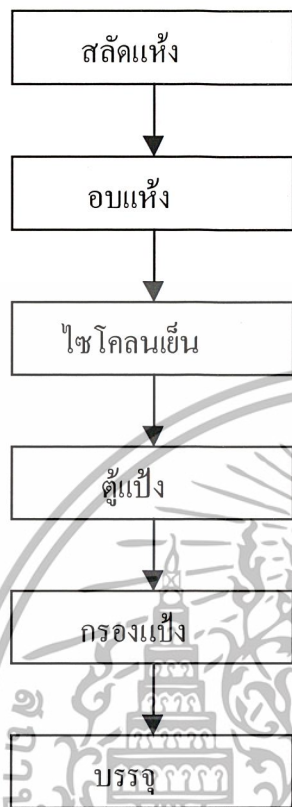 สลัดแห้ง
อบแห้ง
ไซโคลนเย็น
ตู้แป้ง
กรองแป้ง
บรรจุ